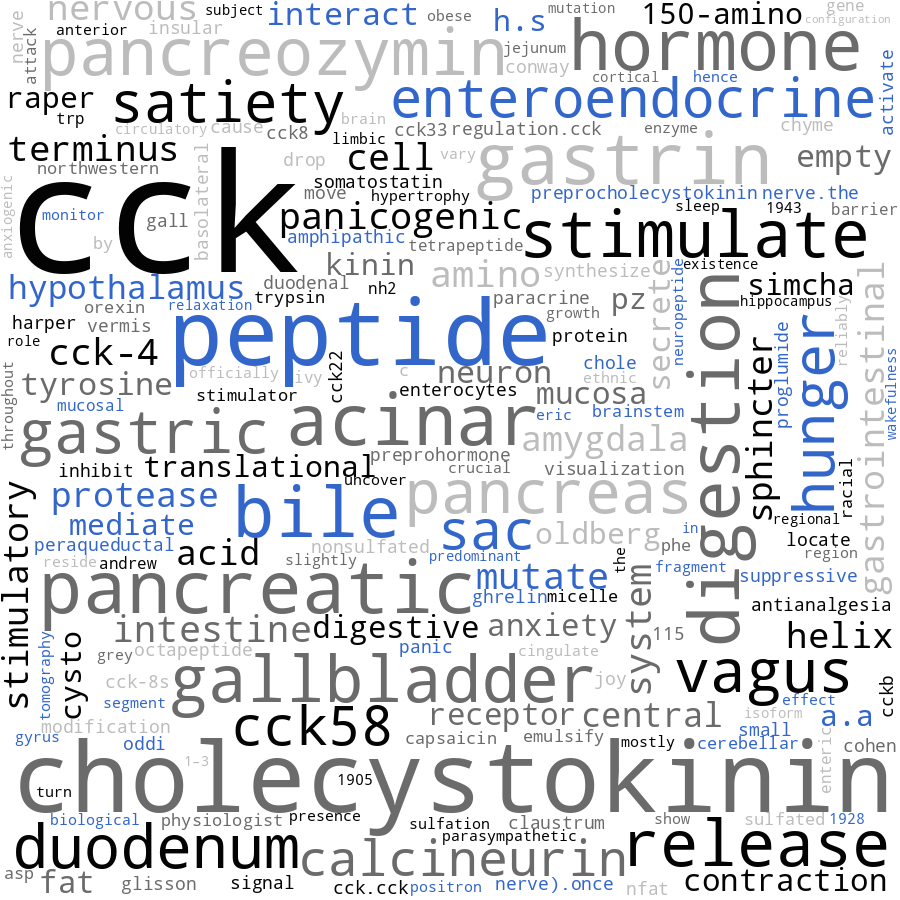 nervous
subject
interact
h.s
obese
mutation
150-amino
gene
configuration
anterior
insular
nerve
attack
pancreozymin
jejunum
conway
hormone
cortical
hence
activate
raper
trp
satiety
enteroendocrine
circulatory
cause
cck8
brain
limbic
cck33
regulation.cck
enzyme
chyme
terminus
northwestern
basolateral
drop
cell
vary
gastrin
empty
somatostatin
move
hypertrophy
preprocholecystokinin
nerve.the
anxiogenic
cck
monitor
gall
by
panicogenic
amphipathic
tetrapeptide
stimulate
sleep
1943
barrier
kinin
existence
hypothalamus
orexin
relaxation
duodenal
nh2
trypsin
amino
synthesize
secrete
neuropeptide
simcha
hippocampus
paracrine
growth
pz
harper
vermis
role
peptide
protein
cck-4
cck22
chole
ethnic
proglumide
reliably
gastrointestinal
wakefulness
digestion
sphincter
hunger
throughout
tyrosine
officially
ivy
c
neuron
stimulator
enterocytes
mucosa
mucosal
eric
brainstem
gastric
acinar
amygdala
preprohormone
crucial
visualization
inhibit
translational
uncover
racial
stimulatory
protease
bile
pancreas
regional
mediate
sac
oldberg
in
locate
region
peraqueductal
acid
nonsulfated
predominant
phe
the
reside
andrew
slightly
fragment
suppressive
pancreatic
mutate
ghrelin
micelle
system
antianalgesia
intestine
digestive
anxiety
115
helix
tomography
cysto
grey
octapeptide
panic
cingulate
cck-8s
segment
gallbladder
joy
vagus
cckb
modification
gyrus
oddi
cck58
receptor
central
effect
isoform
a.a
small
capsaicin
emulsify
mostly
cerebellar
enteric
cohen
1–3
cholecystokinin
turn
1905
biological
physiologist
presence
sulfation
claustrum
show
sulfated
1928
parasympathetic
duodenum
calcineurin
release
asp
fat
glisson
signal
cck.cck
positron
nerve).once
nfat
contraction